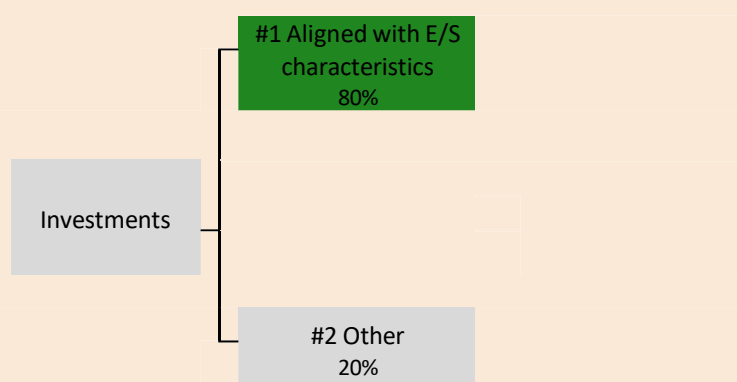 #1 Aligned with E/S
characteristics
80%
Investments
#2 Other
20%